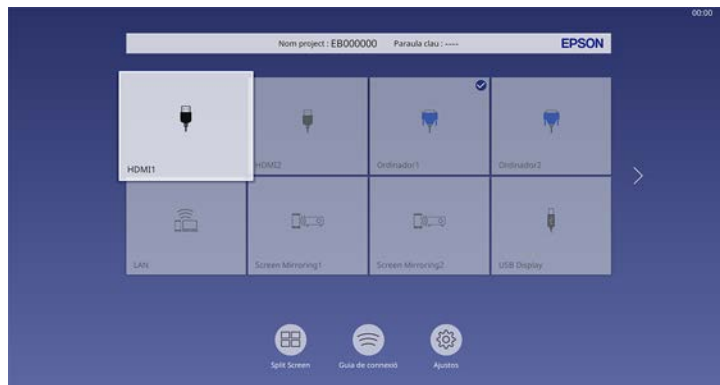 00:00
Nom project : EB000000 Paraula clau : ---- EPSON
HDMI1 HDMI2 Ordinador1 Ordinador2
LAN Screen Mirroring1 Screen Mirroring2 USB Display
Split Screen Guia de connexió Ajustos